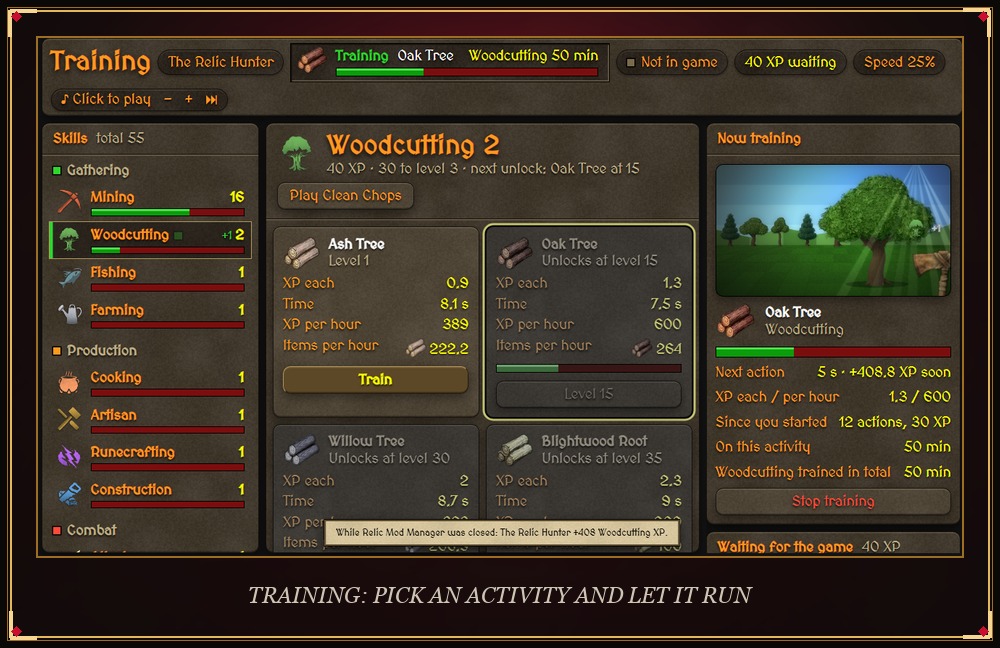 Training
The Relic Hunter
Training Oak Tree Woodcutting 50 min
Not in game
40 XP waiting
Speed 25%
♪ Click to play − +
Skills total 55
Gathering
Mining 16
Woodcutting +1 2
Fishing 1
Farming 1
Production
Cooking 1
Artisan 1
Runecrafting 1
Construction 1
Combat
Woodcutting 2
40 XP · 30 to level 3 · next unlock: Oak Tree at 15
Play Clean Chops
Ash Tree
Level 1
XP each 0.9
Time 8.1 s
XP per hour 389
Items per hour 222.2
Train
Oak Tree
Unlocks at level 15
XP each 1.3
Time 7.5 s
XP per hour 600
Items per hour 264
Level 15
Willow Tree
Unlocks at level 30
XP each 2
Time 8.7 s
Items
Blightwood Root
Unlocks at level 35
XP each 2.3
Time 9 s
While Relic Mod Manager was closed: The Relic Hunter +408 Woodcutting XP.
Now training
Oak Tree
Woodcutting
Next action 5 s · +408.8 XP soon
XP each / per hour 1.3 / 600
Since you started 12 actions, 30 XP
On this activity 50 min
Woodcutting trained in total 50 min
Stop training
Waiting for the game 40 XP
TRAINING: PICK AN ACTIVITY AND LET IT RUN